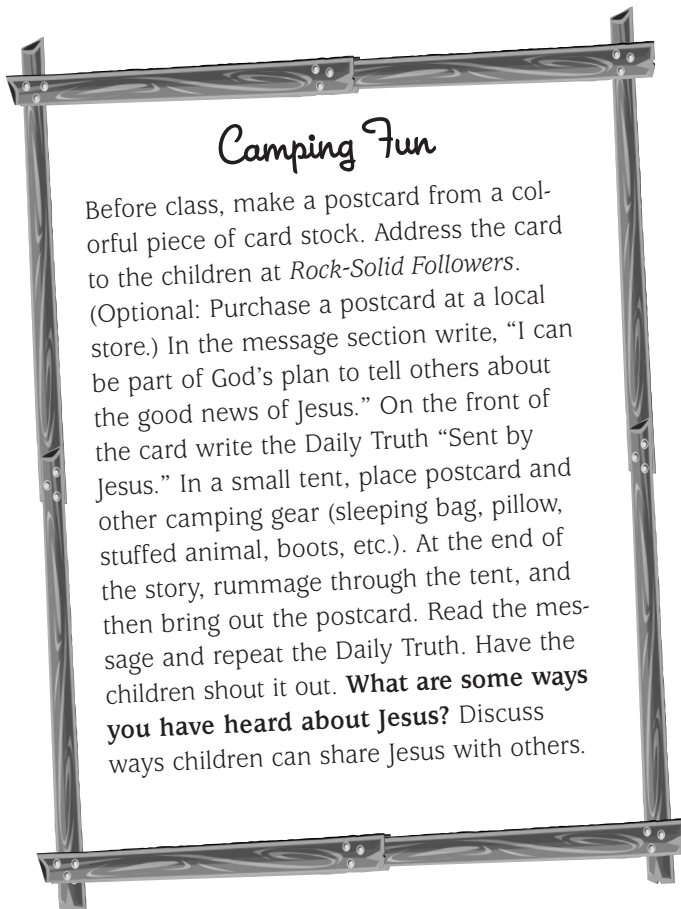 Camping Fun
Before class, make a postcard from a col-
orful piece of card stock. Address the card
to the children at Rock-Solid Followers.
(Optional: Purchase a postcard at a local
store.) In the message section write, “I can
be part of God’s plan to tell others about
the good news of Jesus.” On the front of
the card write the Daily Truth “Sent by
Jesus.” In a small tent, place postcard and
other camping gear (sleeping bag, pillow,
stuffed animal, boots, etc.). At the end of
the story, rummage through the tent, and
then bring out the postcard. Read the mes-
sage and repeat the Daily Truth. Have the
children shout it out. What are some ways
you have heard about Jesus? Discuss
ways children can share Jesus with others.